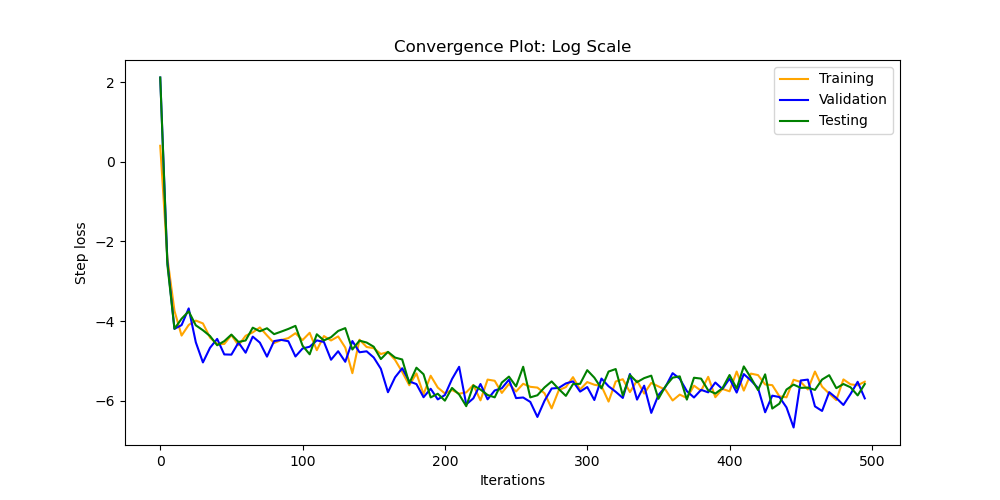 Convergence Plot: Log Scale
Training
Validation
Testing
2
0
−2
−4
−6
Step loss
0 100 200 300 400 500
Iterations